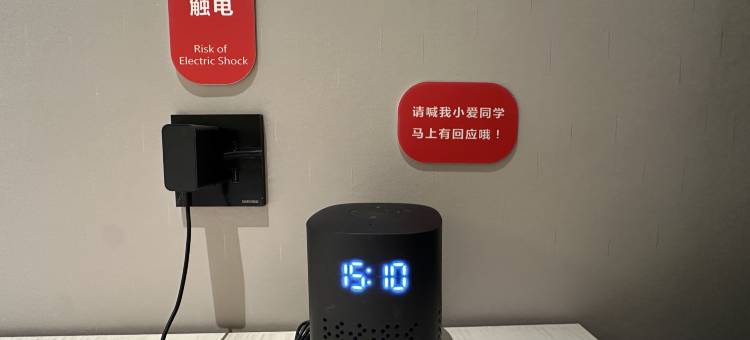 触电
Risk of
Electric Shock
请喊我小爱同学
马上有回应哦！
15:10